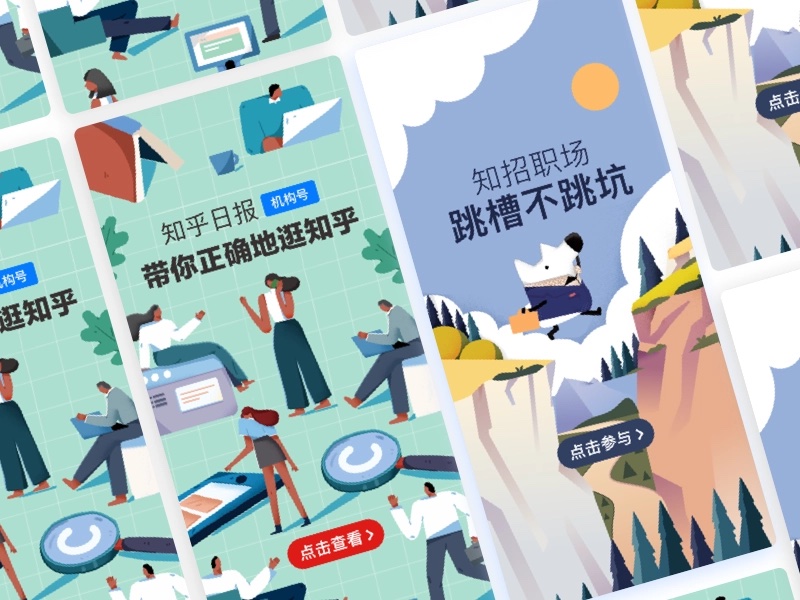 知乎日报 机构号
带你正确地逛知乎
点击查看 >
知招职场
跳槽不跳坑
点击参与 >
构号
逛知乎
点击